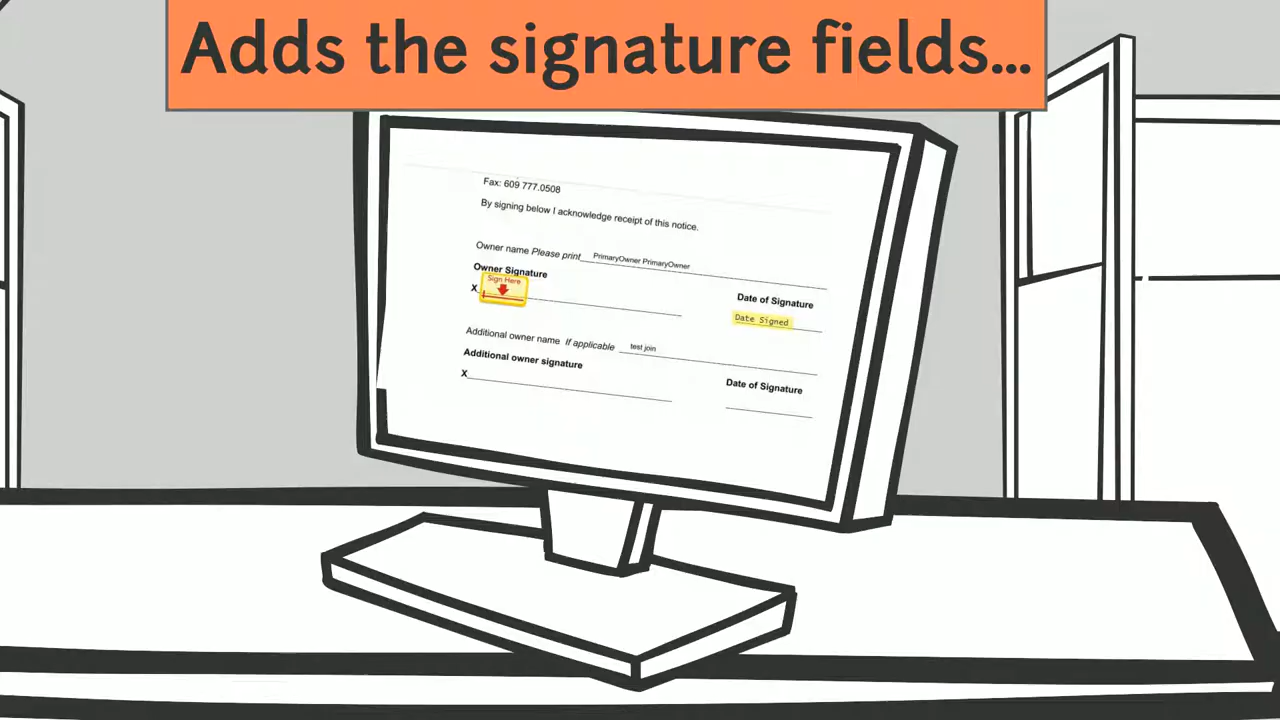 Adds the signature fields...
Fax: 609 777.0508
By signing below I acknowledge receipt of this notice.
Owner name Please print PrimaryOwner PrimaryOwner
Owner Signature
Sign Here
X
Date of Signature
Date Signed
Additional owner name If applicable test join
Additional owner signature
X
Date of Signature